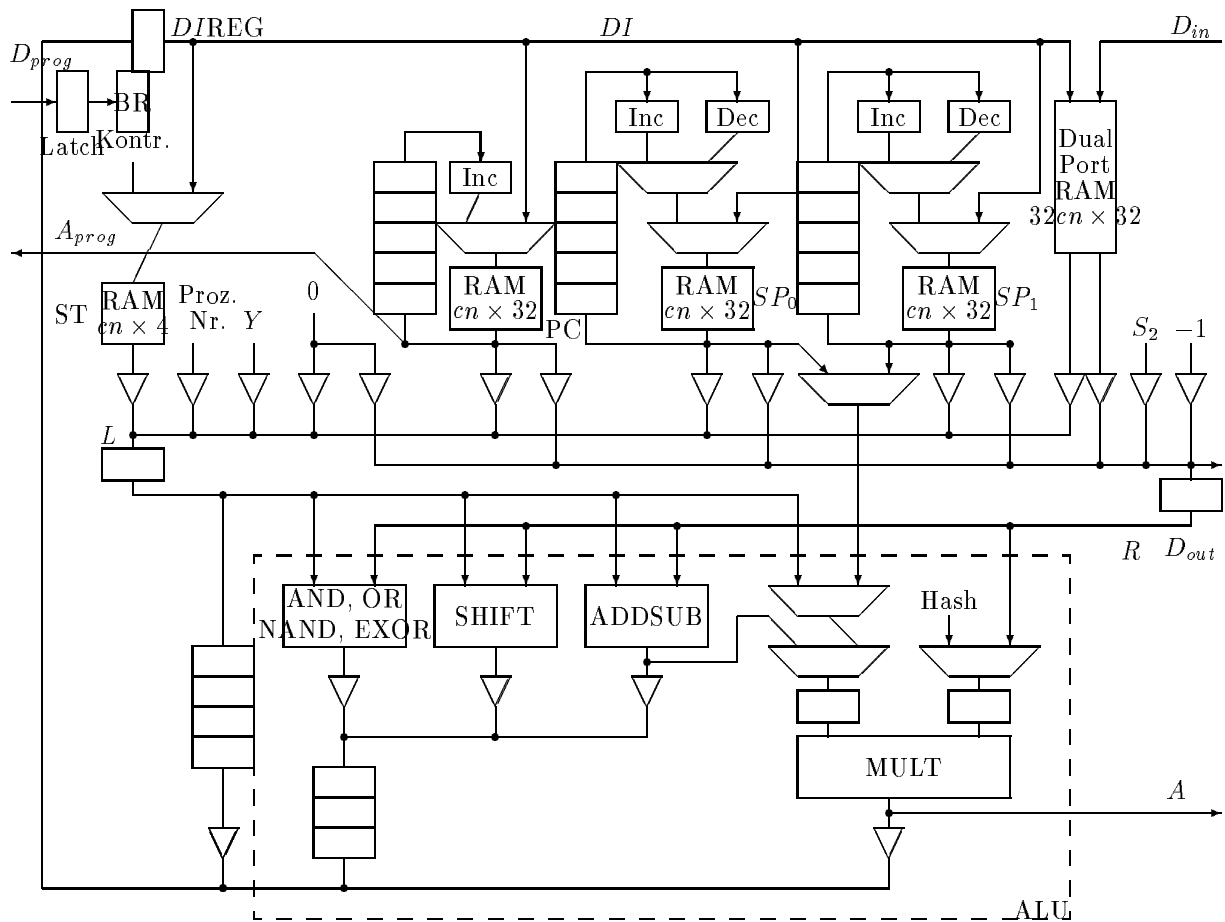 DIREG
DI
D_in
D_prog
BR
Latch
Kontr.
Inc
Dec
Inc
Dec
Inc
Dual
Port
RAM
32cn × 32
A_prog
ST
RAM
cn × 4
Proz.
Nr.
Y
0
RAM
cn × 32
PC
RAM
cn × 32
SP_0
RAM
cn × 32
SP_1
S_2
−1
L
R
D_out
AND, OR
NAND, EXOR
SHIFT
ADDSUB
Hash
MULT
A
ALU